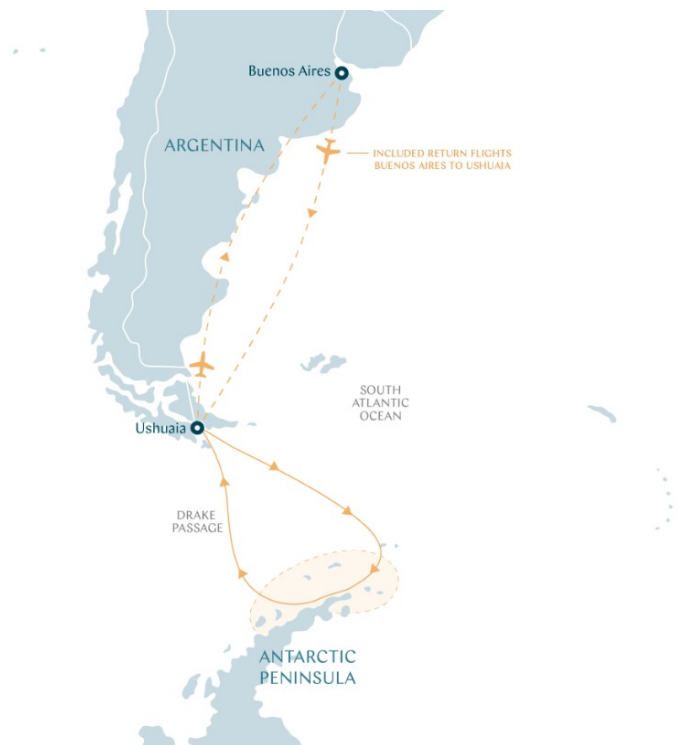 Buenos Aires
ARGENTINA
INCLUDED RETURN FLIGHTS
BUENOS AIRES TO USHUAIA
SOUTH
ATLANTIC
OCEAN
Ushuaia
DRAKE
PASSAGE
ANTARCTIC
PENINSULA